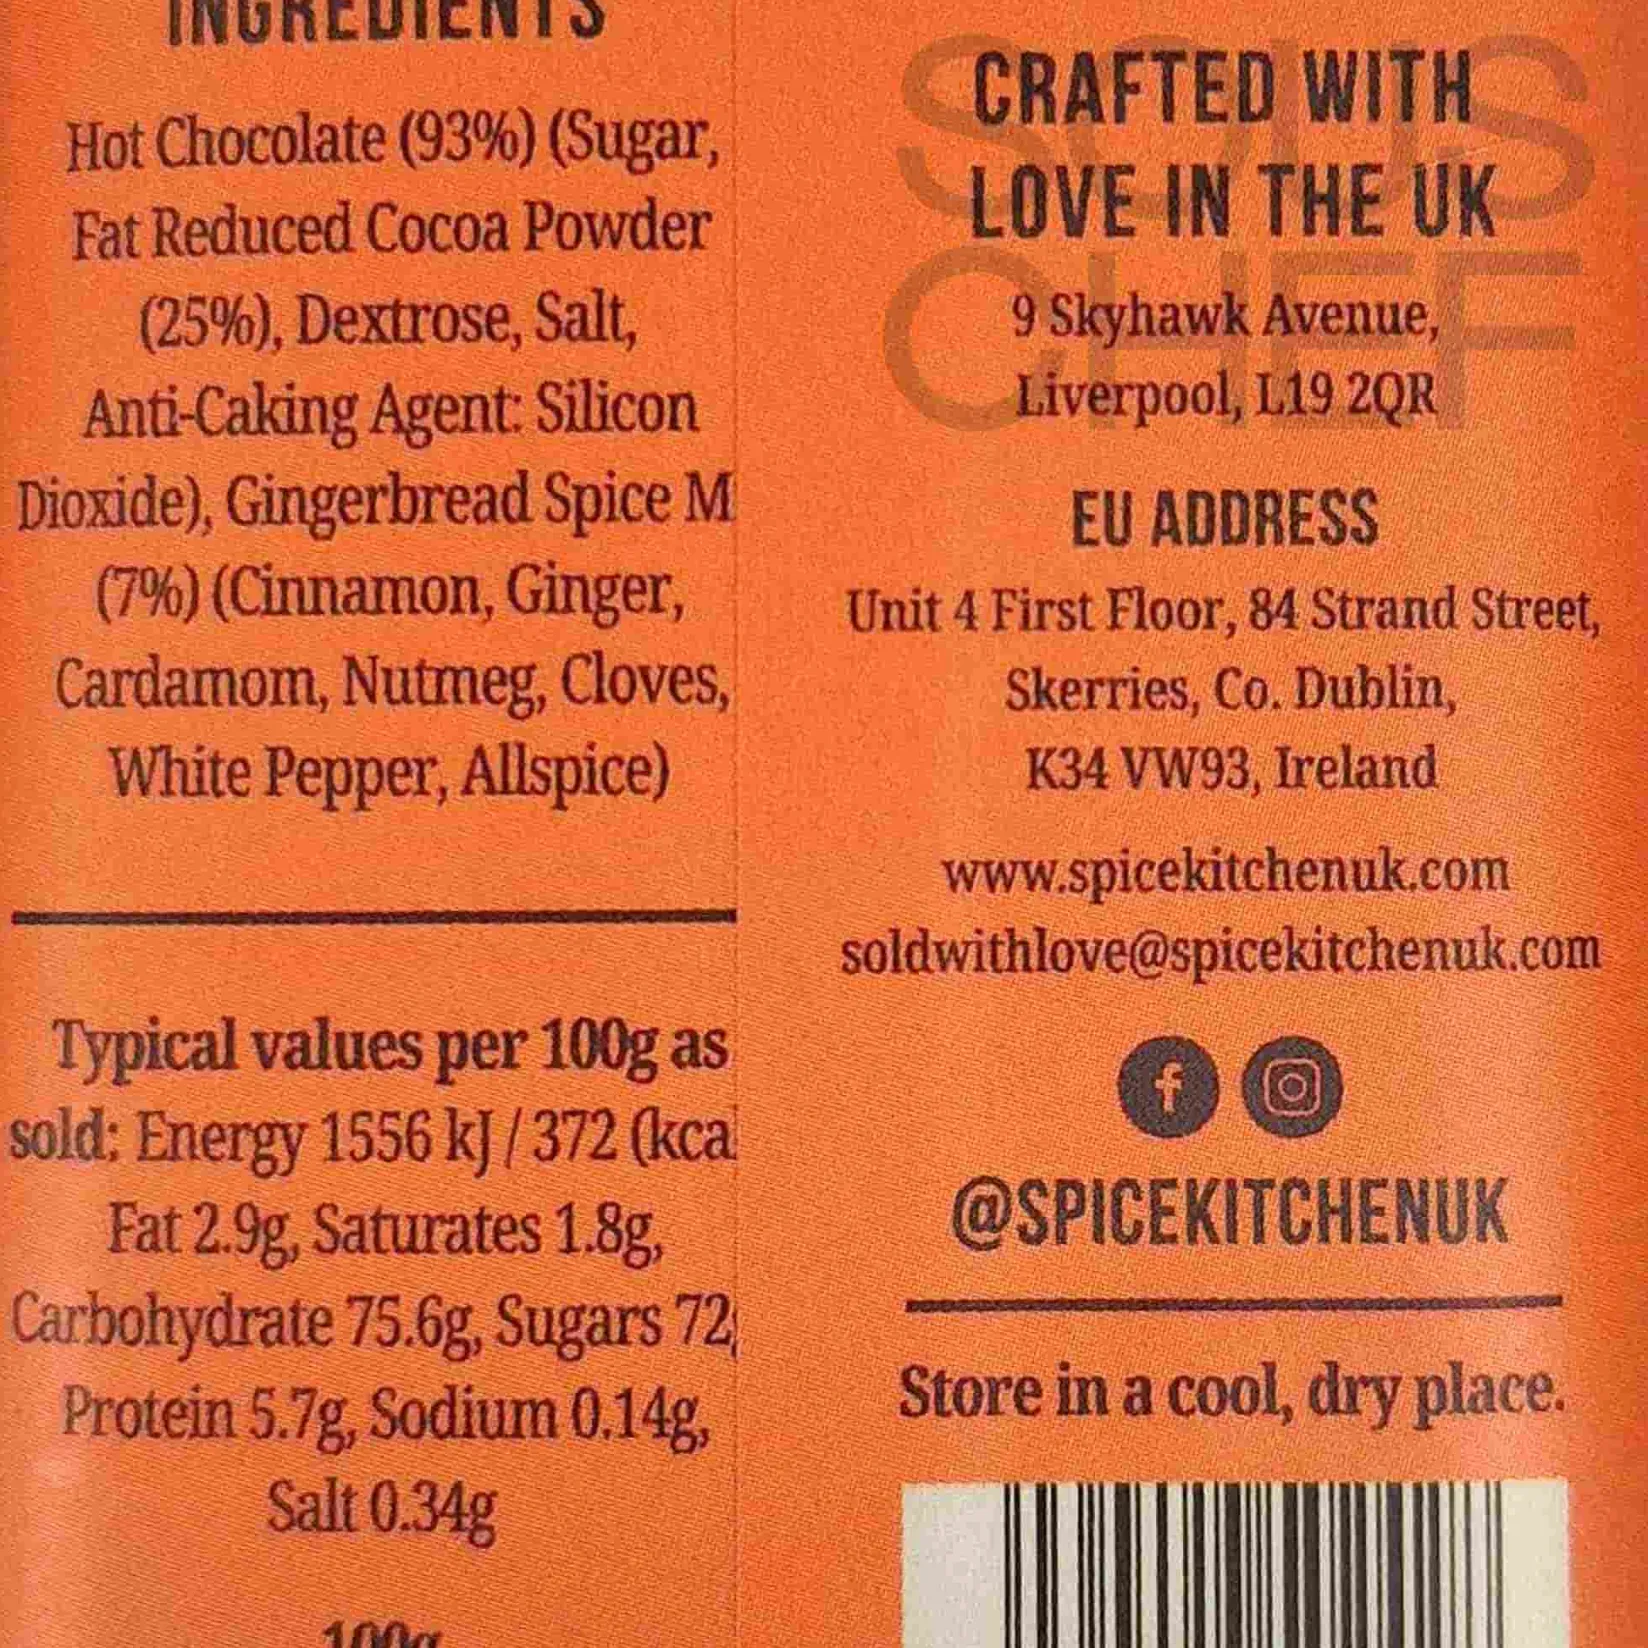 INGREDIENTS
Hot Chocolate (93%) (Sugar,
Fat Reduced Cocoa Powder
(25%), Dextrose, Salt,
Anti-Caking Agent: Silicon
Dioxide), Gingerbread Spice M
(7%) (Cinnamon, Ginger,
Cardamom, Nutmeg, Cloves,
White Pepper, Allspice)
Typical values per 100g as
sold: Energy 1556 kJ / 372 (kca
Fat 2.9g, Saturates 1.8g,
Carbohydrate 75.6g, Sugars 72
Protein 5.7g, Sodium 0.14g,
Salt 0.34g
100g
SOUS
CHEF
CRAFTED WITH
LOVE IN THE UK
9 Skyhawk Avenue,
Liverpool, L19 2QR
EU ADDRESS
Unit 4 First Floor, 84 Strand Street,
Skerries, Co. Dublin,
K34 VW93, Ireland
www.spicekitchenuk.com
soldwithlove@spicekitchenuk.com
@SPICEKITCHENUK
Store in a cool, dry place.